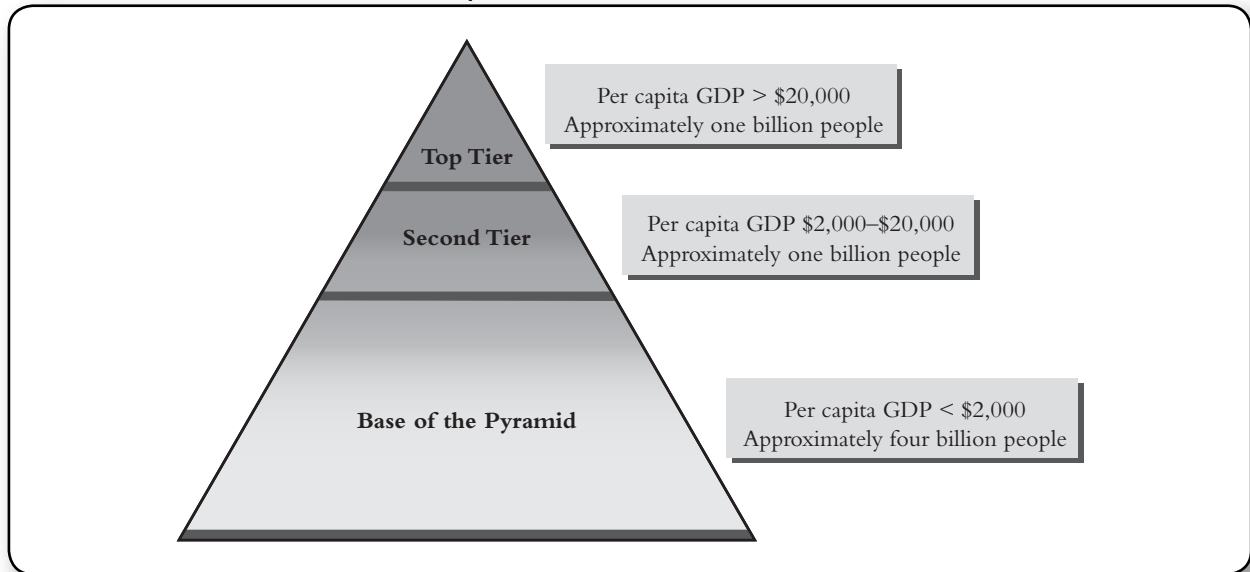 Per capita GDP > $20,000
Approximately one billion people
Top Tier
Per capita GDP $2,000–$20,000
Approximately one billion people
Second Tier
Per capita GDP < $2,000
Approximately four billion people
Base of the Pyramid